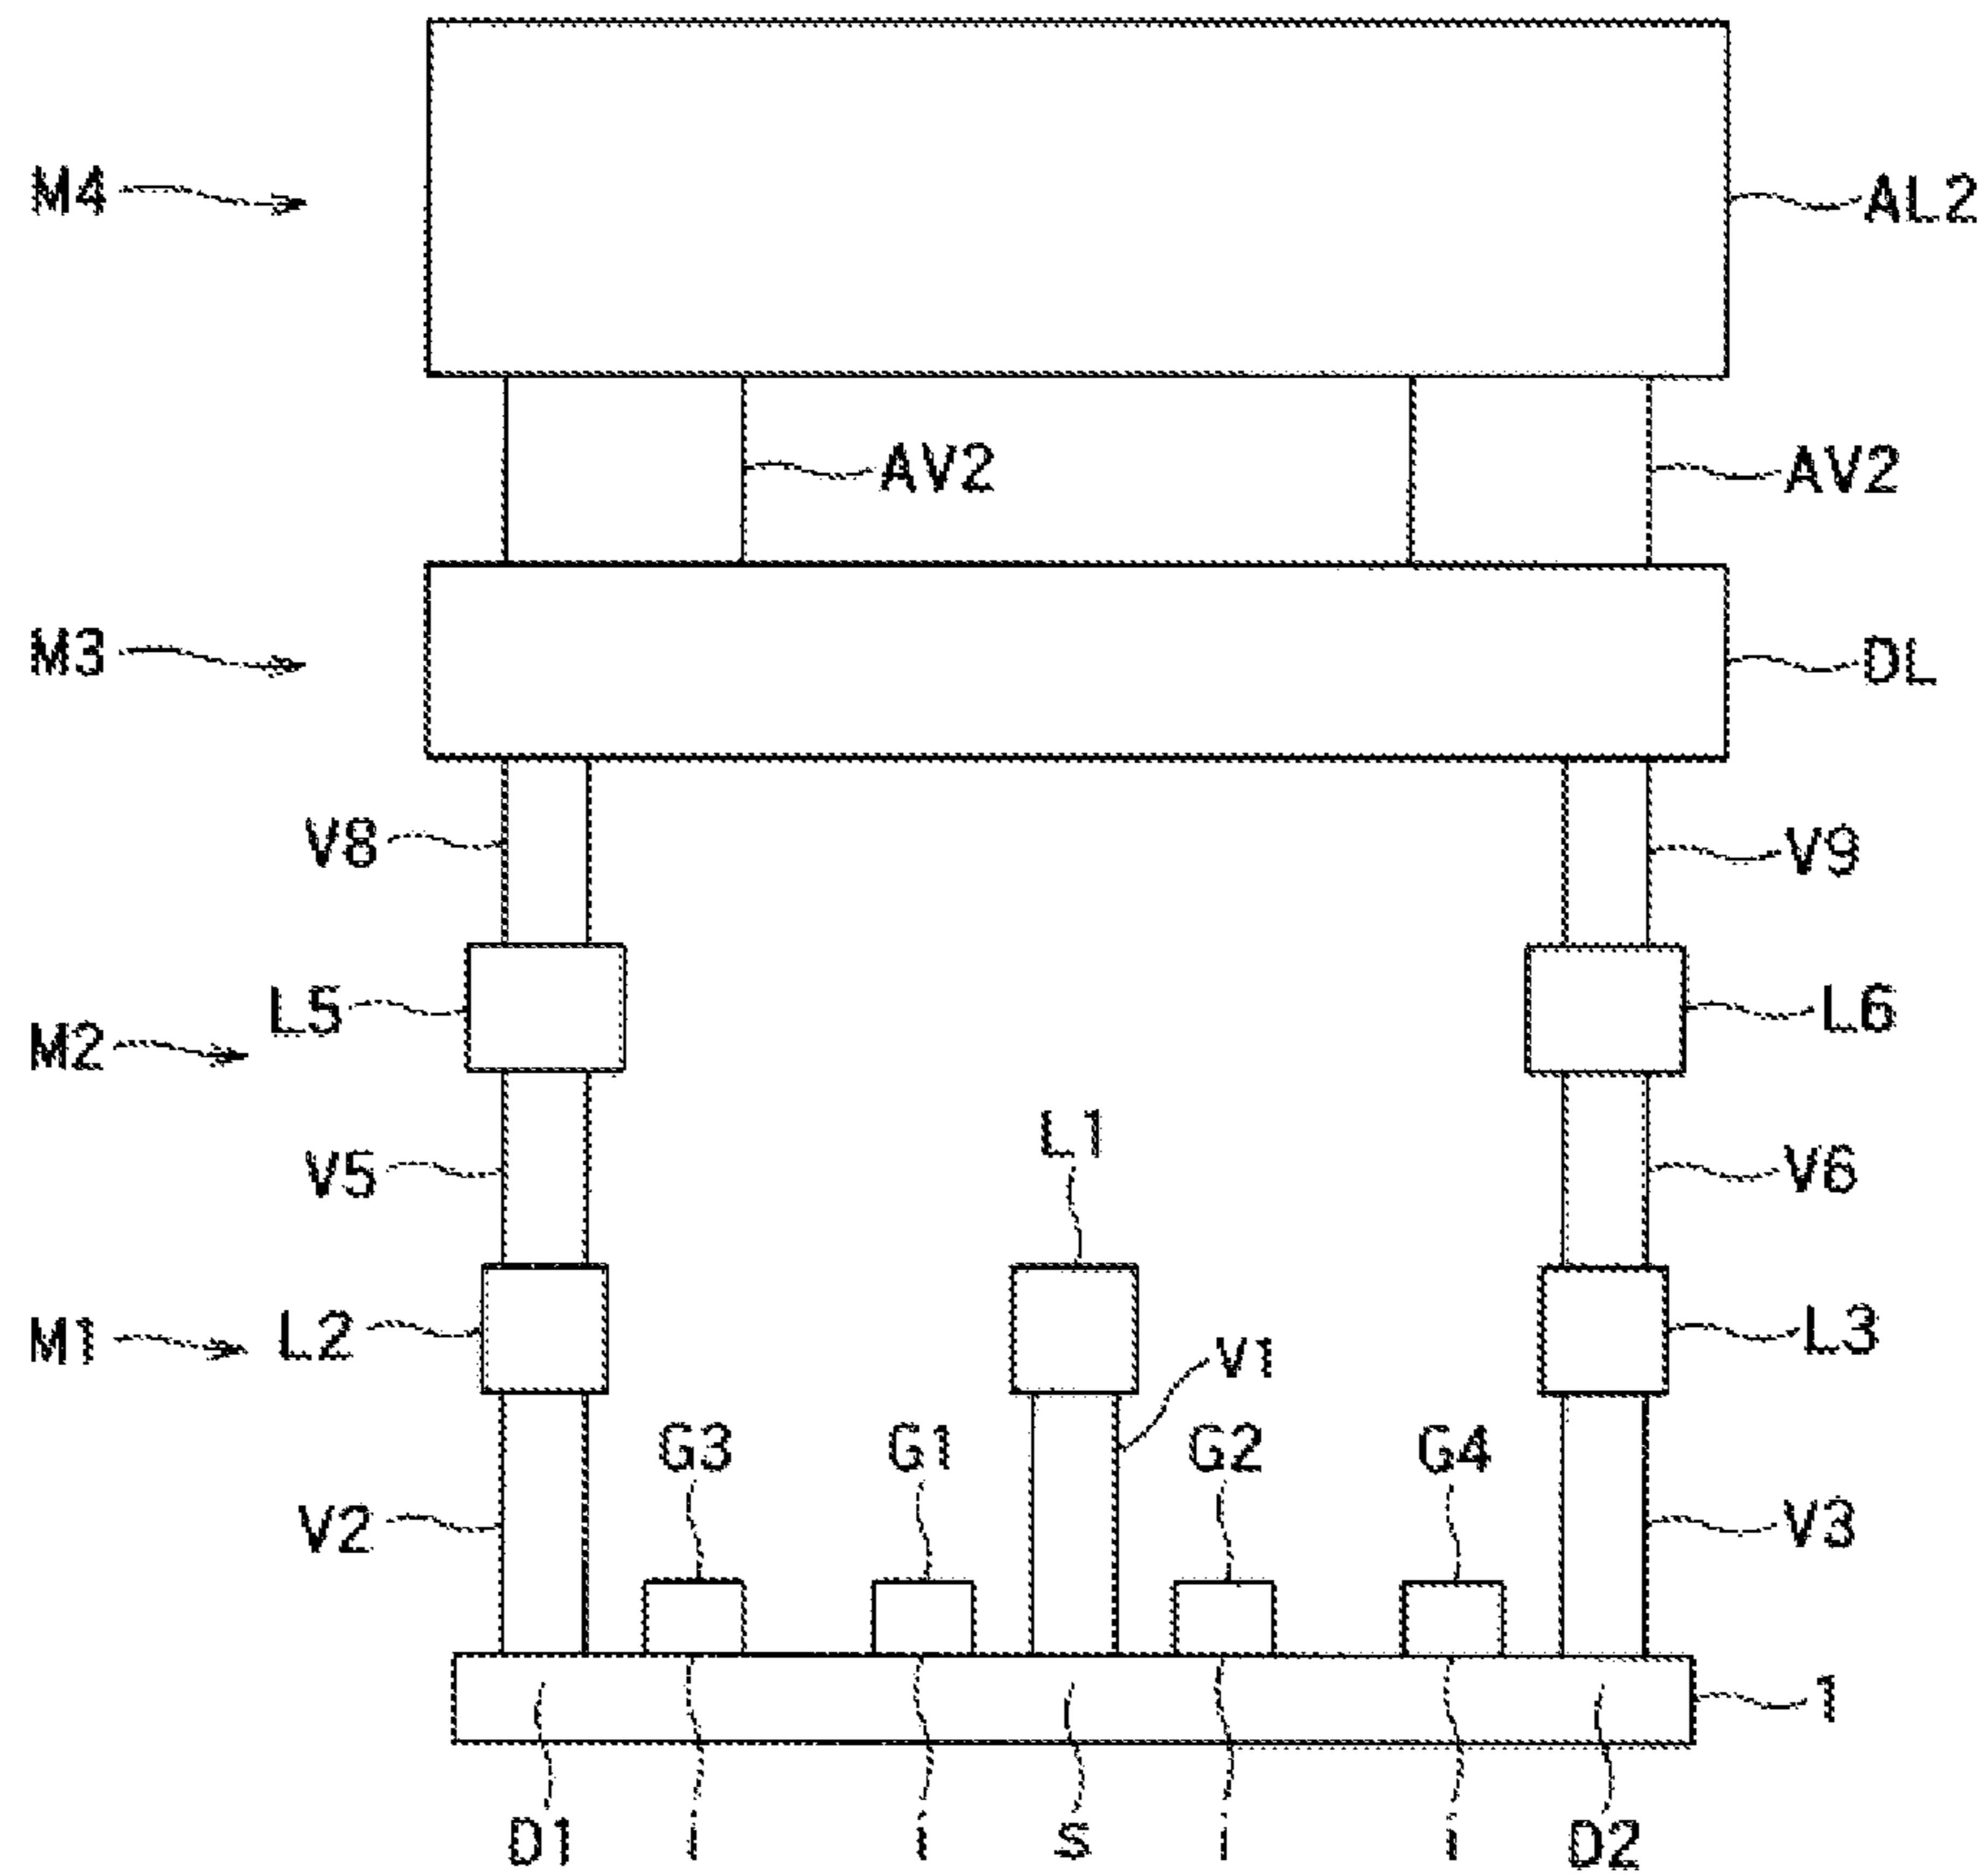 M4
AL2
AV2 AV2
M3
DL
V8 V9
L5 L6
M2
L1
V5 V6
M1
L2 L3
V1
G3 G1 G2 G4
V2 V3
1
D1 I I S I I D2